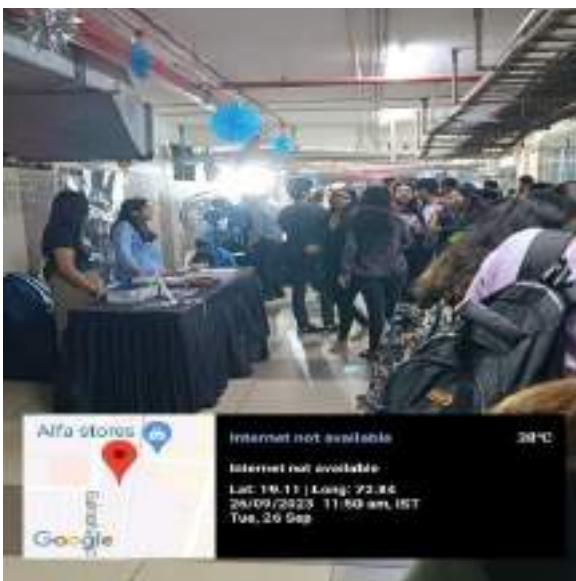 Alfa stores
Google
Internet not available
Internet not available
Lat: 19.11 | Long: 72.84
26/09/2023 11:50 am, IST
Tue, 26 Sep